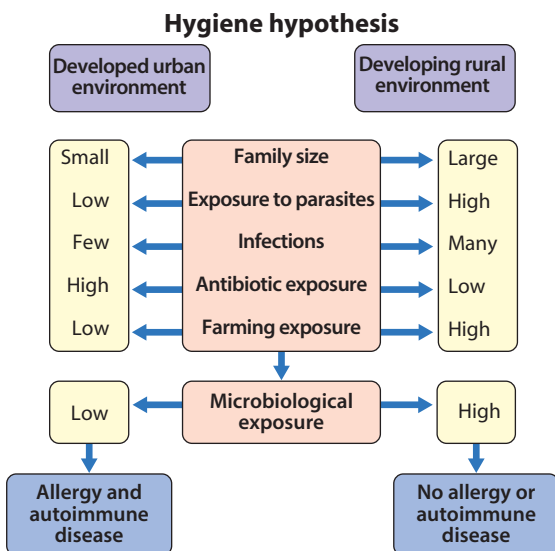 Hygiene hypothesis
Developed urban
environment
Developing rural
environment
Small
Family size
Large
Low
Exposure to parasites
High
Few
Infections
Many
High
Antibiotic exposure
Low
Low
Farming exposure
High
Low
Microbiological
exposure
High
Allergy and
autoimmune
disease
No allergy or
autoimmune
disease